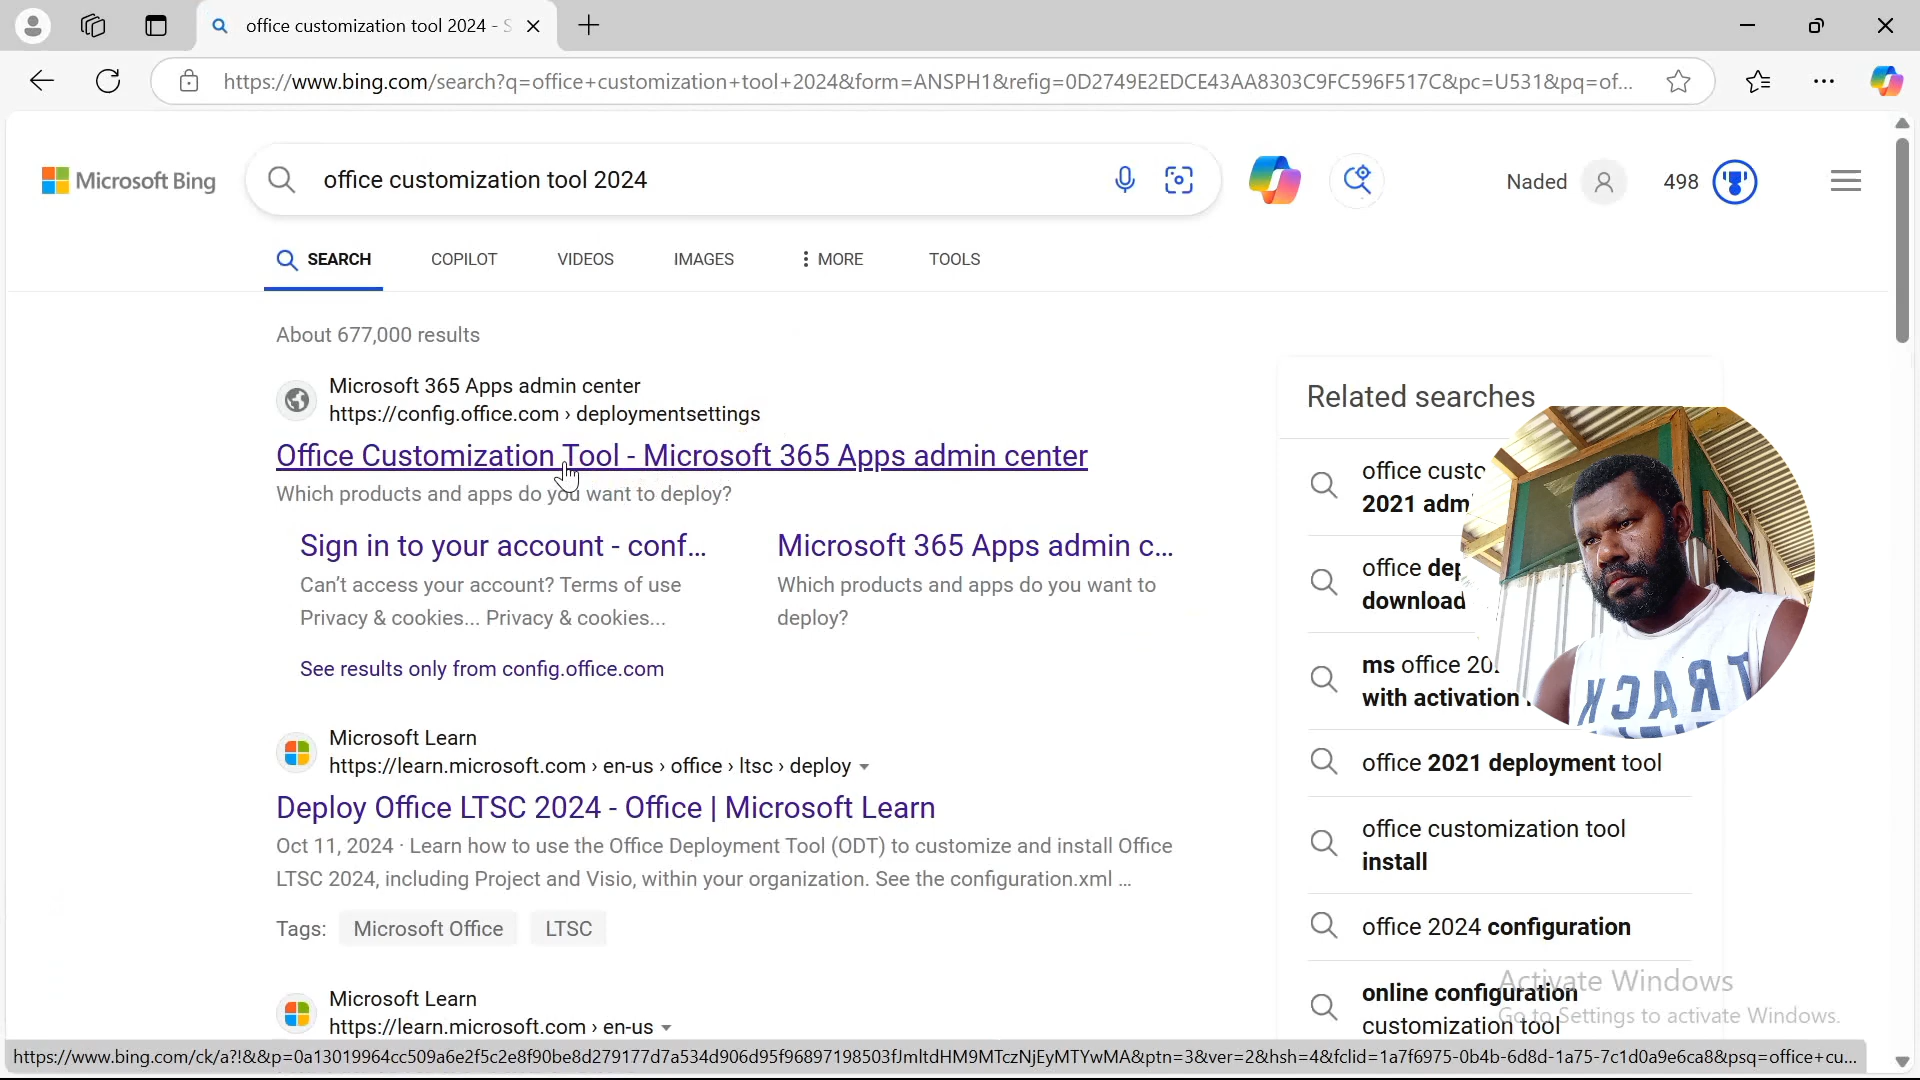 office customization tool 2024 - S
https://www.bing.com/search?q=office+customization+tool+2024&form=ANSPH1&refig=0D2749E2EDCE43AA8303C9FC596F517C&pc=U531&pq=of...
Microsoft Bing
office customization tool 2024
Naded
498
SEARCH
COPILOT
VIDEOS
IMAGES
MORE
TOOLS
About 677,000 results
Microsoft 365 Apps admin center
https://config.office.com › deploymentsettings
Office Customization Tool - Microsoft 365 Apps admin center
Which products and apps do you want to deploy?
Sign in to your account - conf...
Can't access your account? Terms of use
Privacy & cookies... Privacy & cookies...
Microsoft 365 Apps admin c...
Which products and apps do you want to
deploy?
See results only from config.office.com
Microsoft Learn
https://learn.microsoft.com › en-us › office › ltsc › deploy
Deploy Office LTSC 2024 - Office | Microsoft Learn
Oct 11, 2024 · Learn how to use the Office Deployment Tool (ODT) to customize and install Office
LTSC 2024, including Project and Visio, within your organization. See the configuration.xml ...
Tags: Microsoft Office LTSC
Microsoft Learn
https://learn.microsoft.com › en-us
Related searches
office custo
2021 adm
office dep
download
ms office 20
with activation
TRACK
office 2021 deployment tool
office customization tool
install
office 2024 configuration
online configuration
customization tool
Activate Windows
Go to Settings to activate Windows.
https://www.bing.com/ck/a?!&&p=0a13019964cc509a6e2f5c2e8f90be8d279177d7a534d906d95f96897198503fJmltdHM9MTczNjEyMTYwMA&ptn=3&ver=2&hsh=4&fclid=1a7f6975-0b4b-6d8d-1a75-7c1d0a9e6ca8&psq=office+cu...